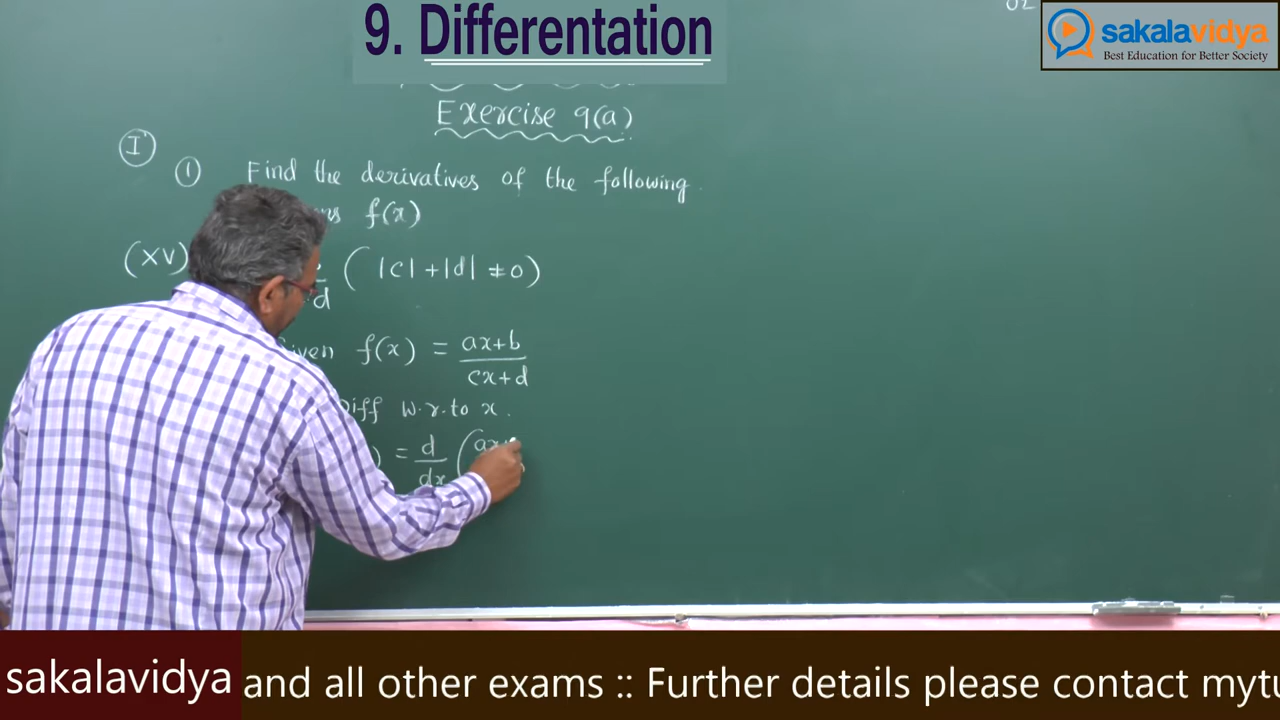 9. Differentation
sakalavidya
Best Education for Better Society
Exercise 9(a)
I
① Find the derivatives of the following
f(x)
(XV) d ( |c| + |d| ≠ 0 )
f(x) = ax+b / cx+d
Diff w.r.to x.
) = d/dx ( ax
sakalavidya and all other exams :: Further details please contact